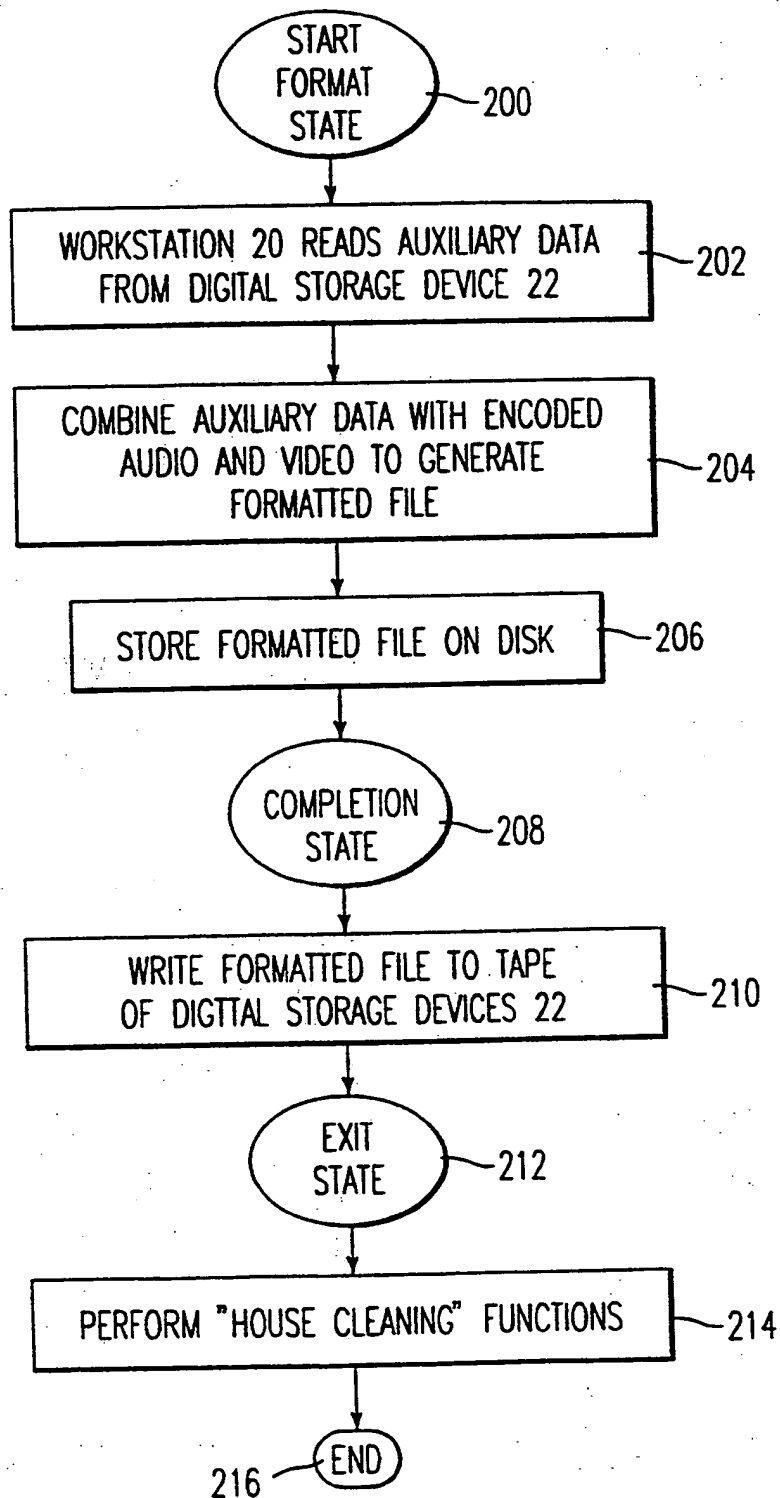 START
FORMAT
STATE
200
WORKSTATION 20 READS AUXILIARY DATA
FROM DIGITAL STORAGE DEVICE 22
202
COMBINE AUXILIARY DATA WITH ENCODED
AUDIO AND VIDEO TO GENERATE
FORMATTED FILE
204
STORE FORMATTED FILE ON DISK
206
COMPLETION
STATE
208
WRITE FORMATTED FILE TO TAPE
OF DIGTTAL STORAGE DEVICES 22
210
EXIT
STATE
212
PERFORM "HOUSE CLEANING" FUNCTIONS
214
END
216